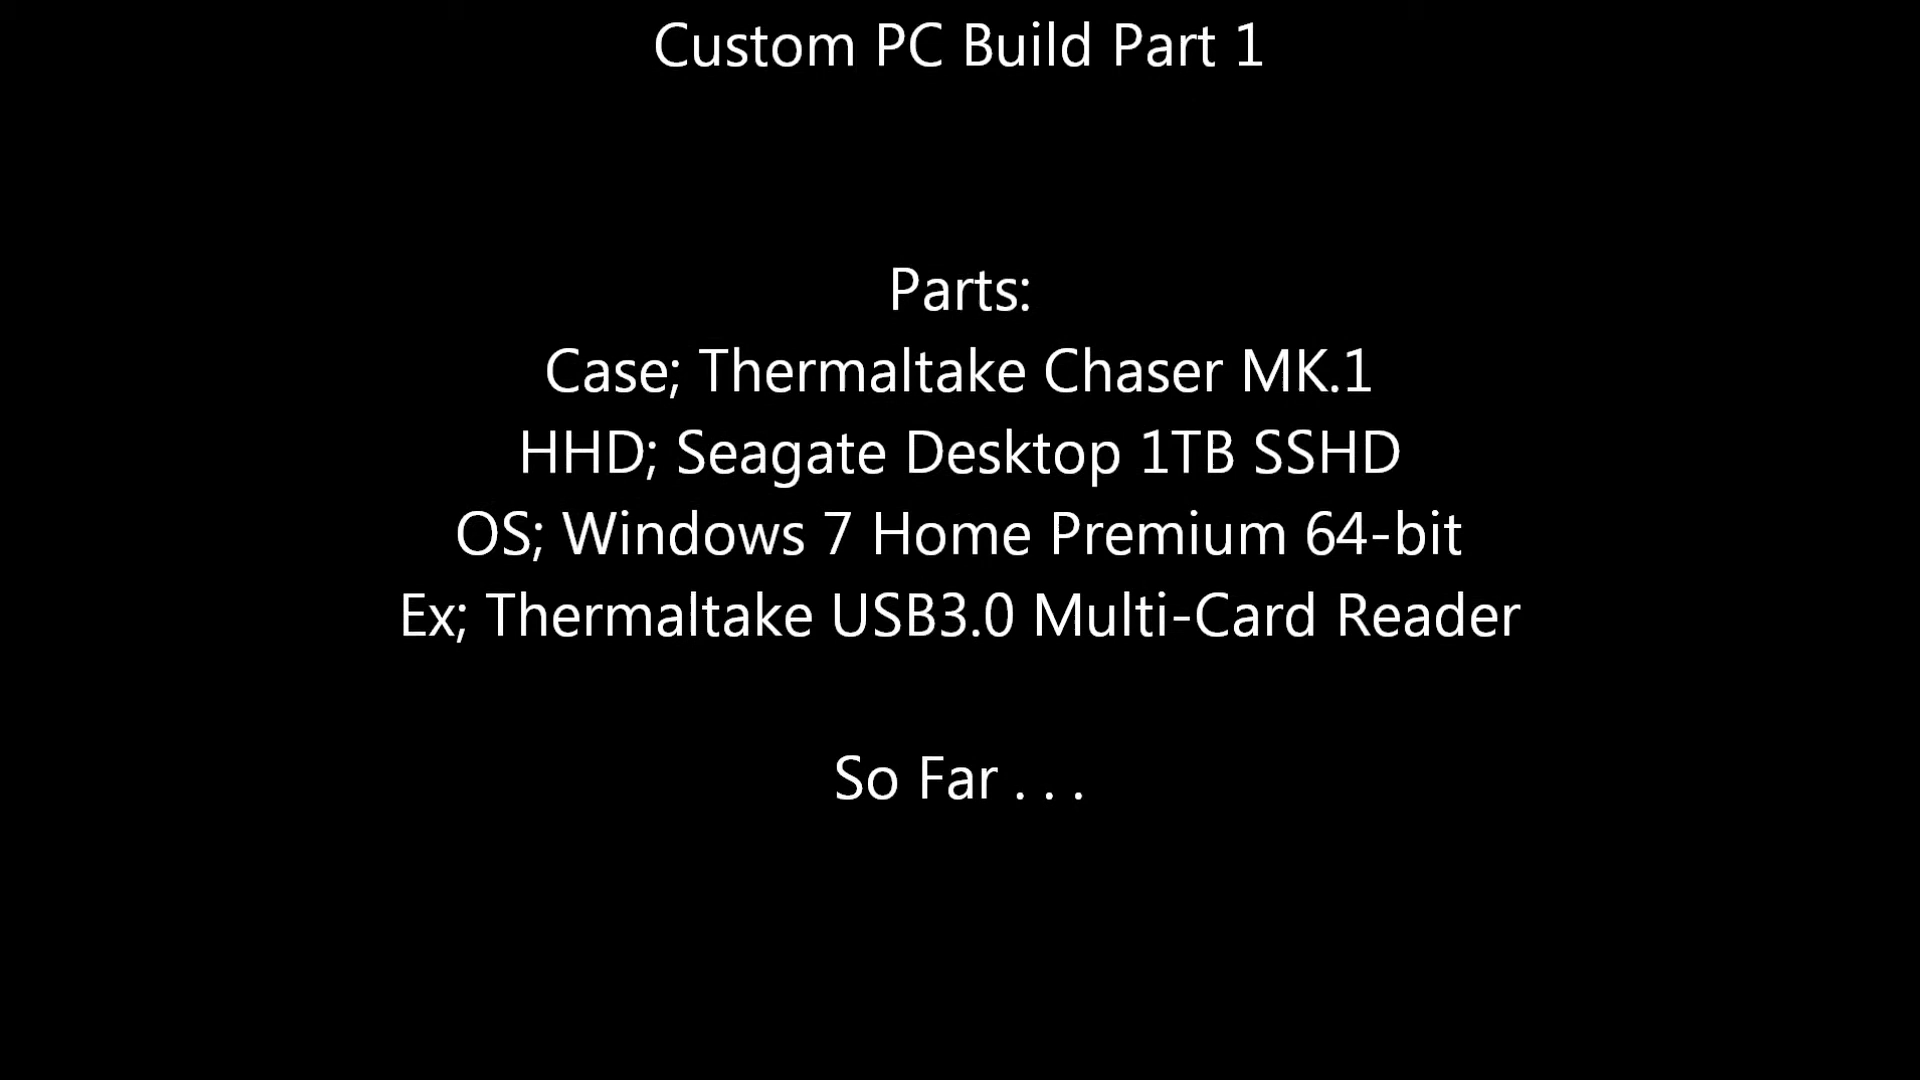 Custom PC Build Part 1
Parts:
Case; Thermaltake Chaser MK.1
HHD; Seagate Desktop 1TB SSHD
OS; Windows 7 Home Premium 64-bit
Ex; Thermaltake USB3.0 Multi-Card Reader
So Far . . .